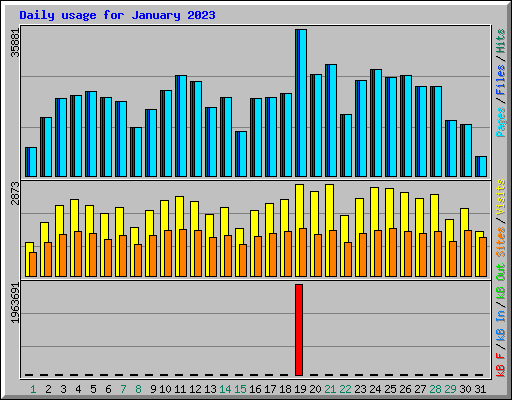 Daily usage for January 2023
35881
Pages / Files / Hits
2873
Sites / Visits
1963691
kB F / kB In / kB Out
1 2 3 4 5 6 7 8 9 10 11 12 13 14 15 16 17 18 19 20 21 22 23 24 25 26 27 28 29 30 31